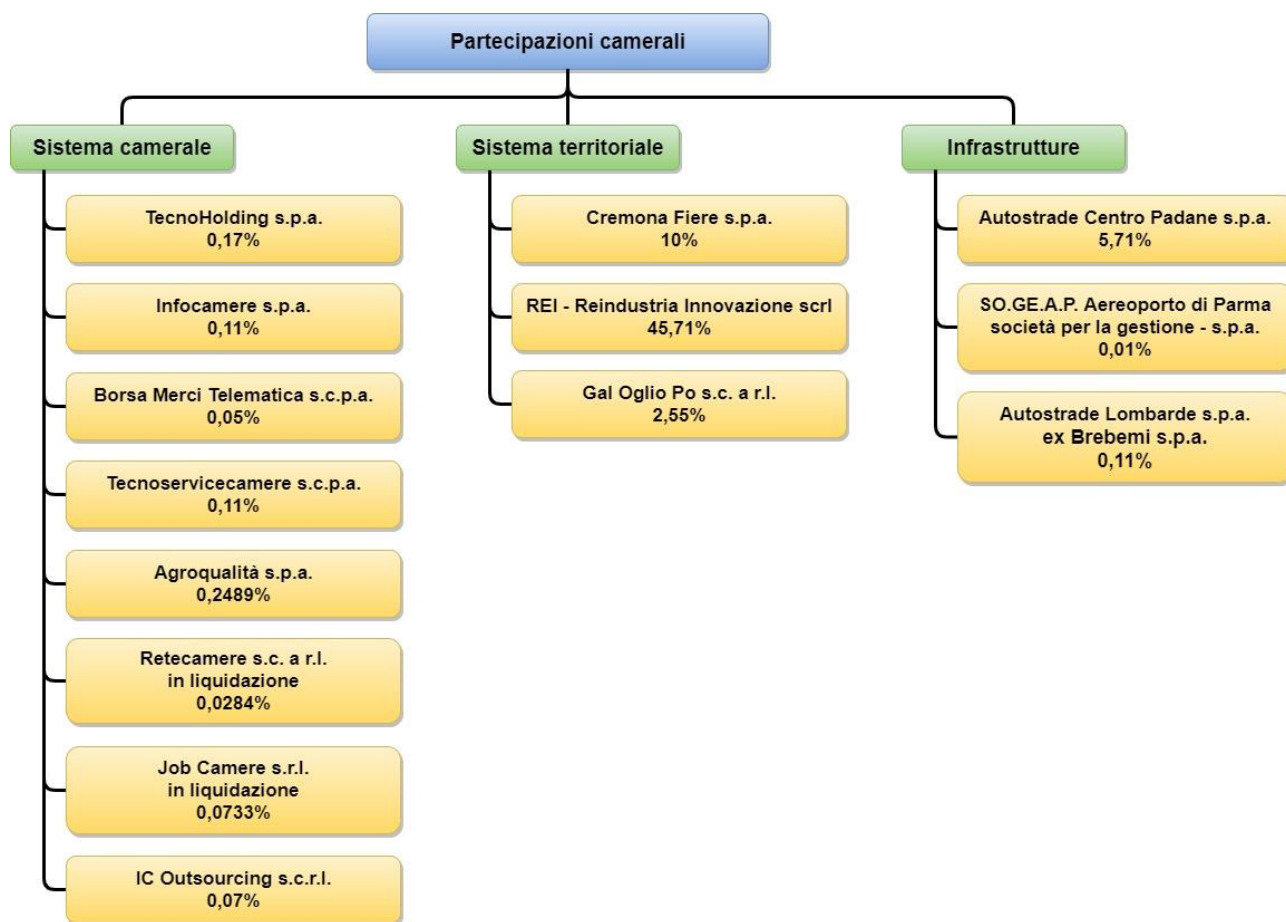 Partecipazioni camerali
Sistema camerale
TecnoHolding s.p.a.
0,17%
Infocamere s.p.a.
0,11%
Borsa Merci Telematica s.c.p.a.
0,05%
Tecnoservicecamere s.c.p.a.
0,11%
Agroqualità s.p.a.
0,2489%
Retecamere s.c. a r.l.
in liquidazione
0,0284%
Job Camere s.r.l.
in liquidazione
0,0733%
IC Outsourcing s.c.r.l.
0,07%
Sistema territoriale
Cremona Fiere s.p.a.
10%
REI - Reindustria Innovazione scrl
45,71%
Gal Oglio Po s.c. a r.l.
2,55%
Infrastrutture
Autostrade Centro Padane s.p.a.
5,71%
SO.GE.A.P. Aereoporto di Parma
società per la gestione - s.p.a.
0,01%
Autostrade Lombarde s.p.a.
ex Brebemi s.p.a.
0,11%